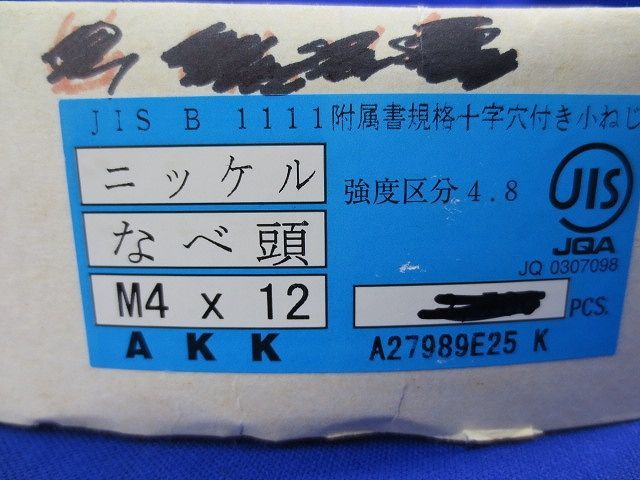 JIS B 1111附属書規格十字穴付き小ねじ
ニッケル
強度区分4.8
JIS
なべ頭
JQA
JQ 0307098
M4 x 12
PCS.
AKK
A27989E25 K